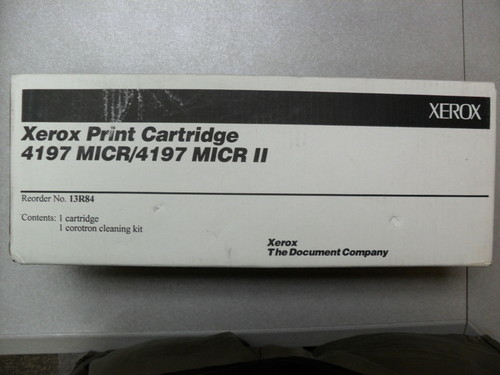 XEROX
Xerox Print Cartridge
4197 MICR/4197 MICR II
Reorder No. 13R84
Contents: 1 cartridge
1 corotron cleaning kit
Xerox
The Document Company